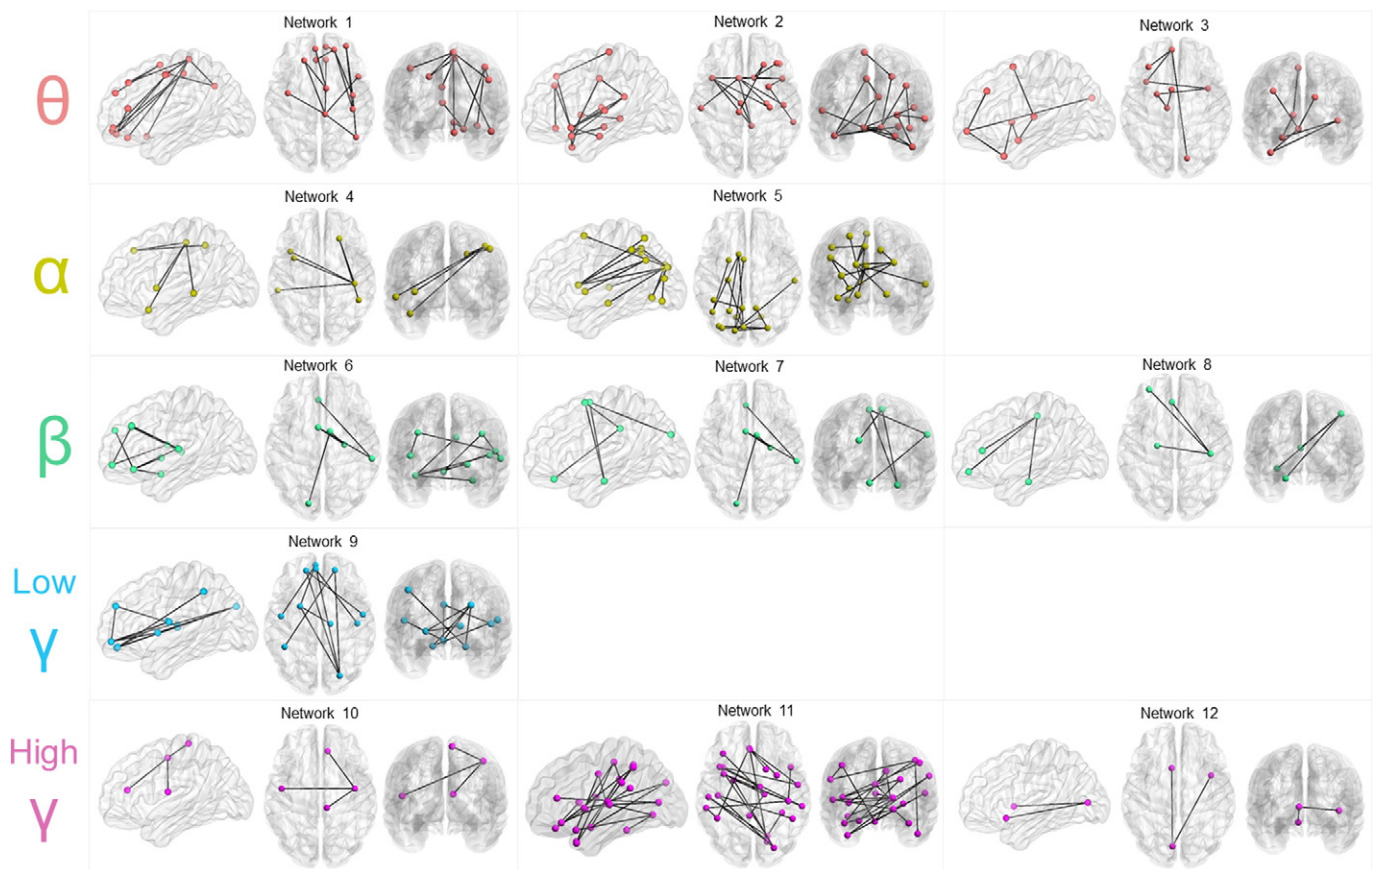 Network 1
Network 2
Network 3
θ
Network 4
Network 5
α
Network 6
Network 7
Network 8
β
Network 9
Low
γ
Network 10
Network 11
Network 12
High
γ